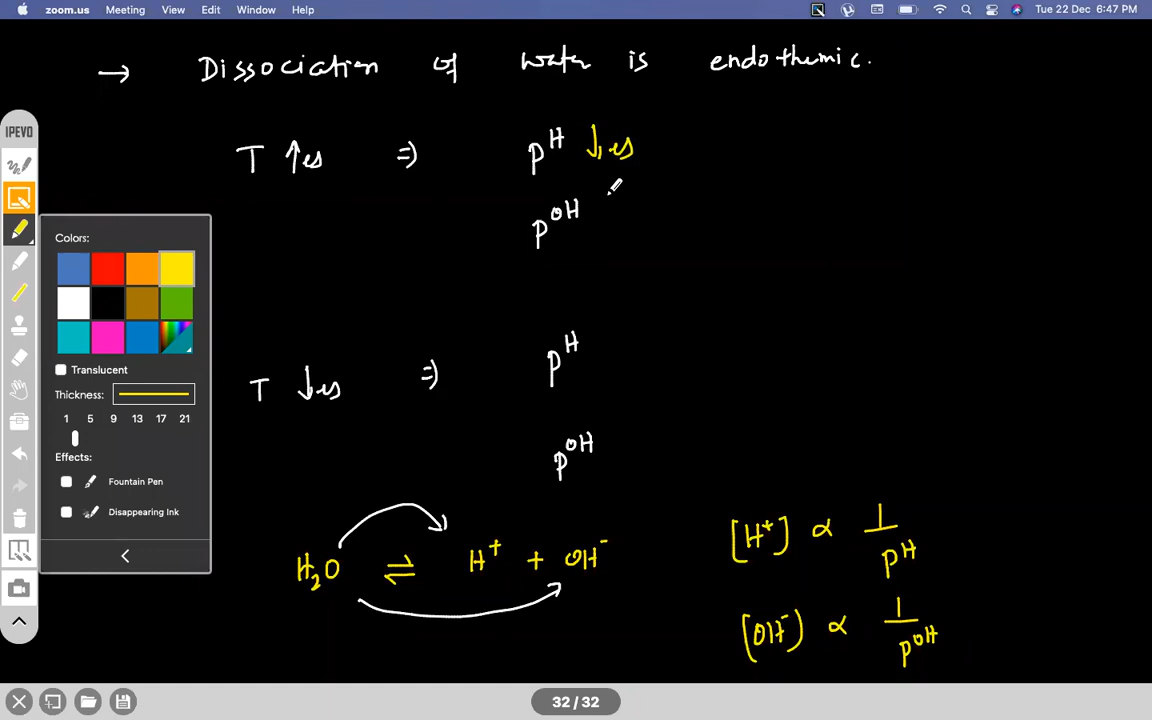 zoom.us Meeting View Edit Window Help Tue 22 Dec 6:47 PM
→ Dissociation of water is endothemic.
IPEVO
T ↑es ⇒ pH ↓es
pOH
Colors:
Translucent
Thickness:
1 5 9 13 17 21
Effects:
Fountain Pen
Disappearing Ink
T ↓es ⇒ pH
pOH
H2O ⇌ H+ + OH-
[H+] ∝ 1/pH
[OH-] ∝ 1/pOH
32 / 32